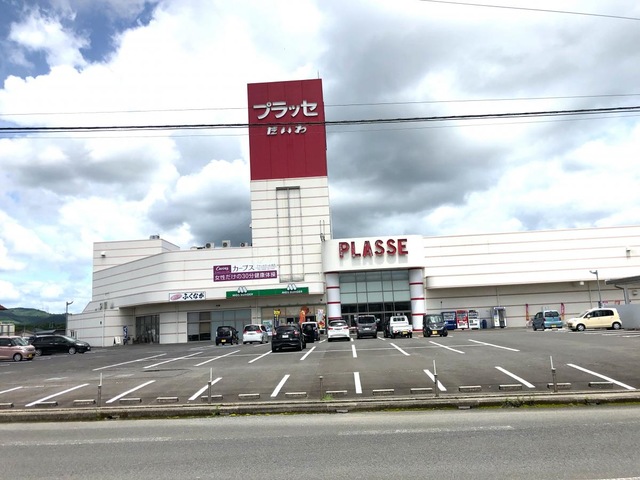 プラッセ
だいわ
PLASSE
Curves カーブス
女性だけの30分健康体操
ふくなが